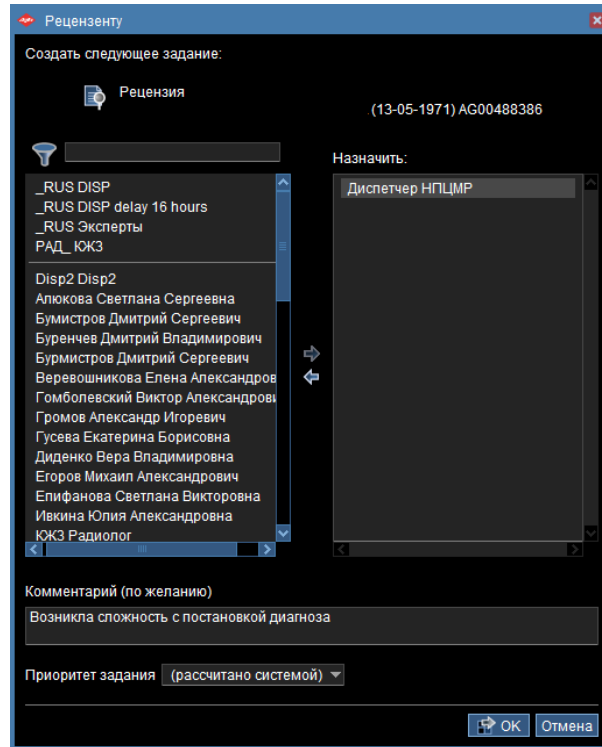 Рецензенту
Создать следующее задание:
Рецензия
(13-05-1971) AG00488386
Назначить:
_RUS DISP
_RUS DISP delay 16 hours
_RUS Эксперты
РАД_ КЖЗ
Disp2 Disp2
Алюкова Светлана Сергеевна
Бумистров Дмитрий Сергеевич
Буренчев Дмитрий Владимирович
Бурмистров Дмитрий Сергеевич
Веревошникова Елена Александров
Гомболевский Виктор Александрови
Громов Александр Игоревич
Гусева Екатерина Борисовна
Диденко Вера Владимировна
Егоров Михаил Александрович
Епифанова Светлана Викторовна
Ивкина Юлия Александровна
КЖЗ Радиолог
Диспетчер НПЦМР
Комментарий (по желанию)
Возникла сложность с постановкой диагноза
Приоритет задания (рассчитано системой)
OK Отмена